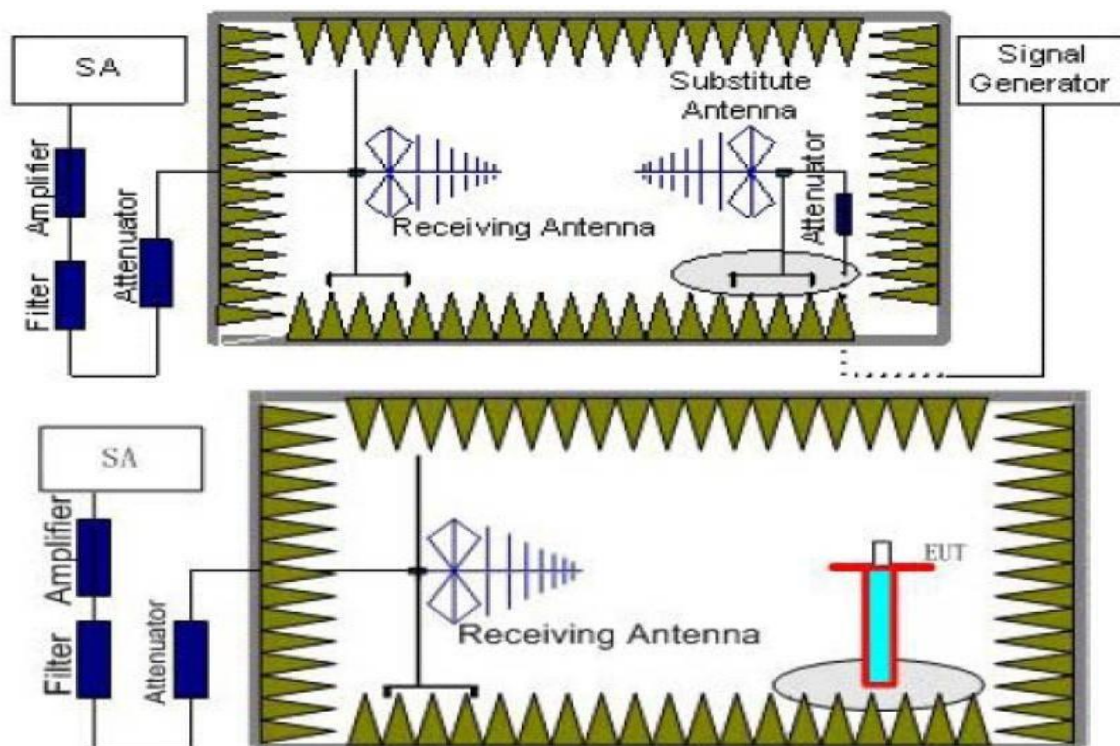 SA
Signal
Generator
Substitute
Antenna
Amplifier
Attenuator
Attenuator
Receiving Antenna
Filter
SA
EUT
Amplifier
Receiving Antenna
Filter
Attenuator